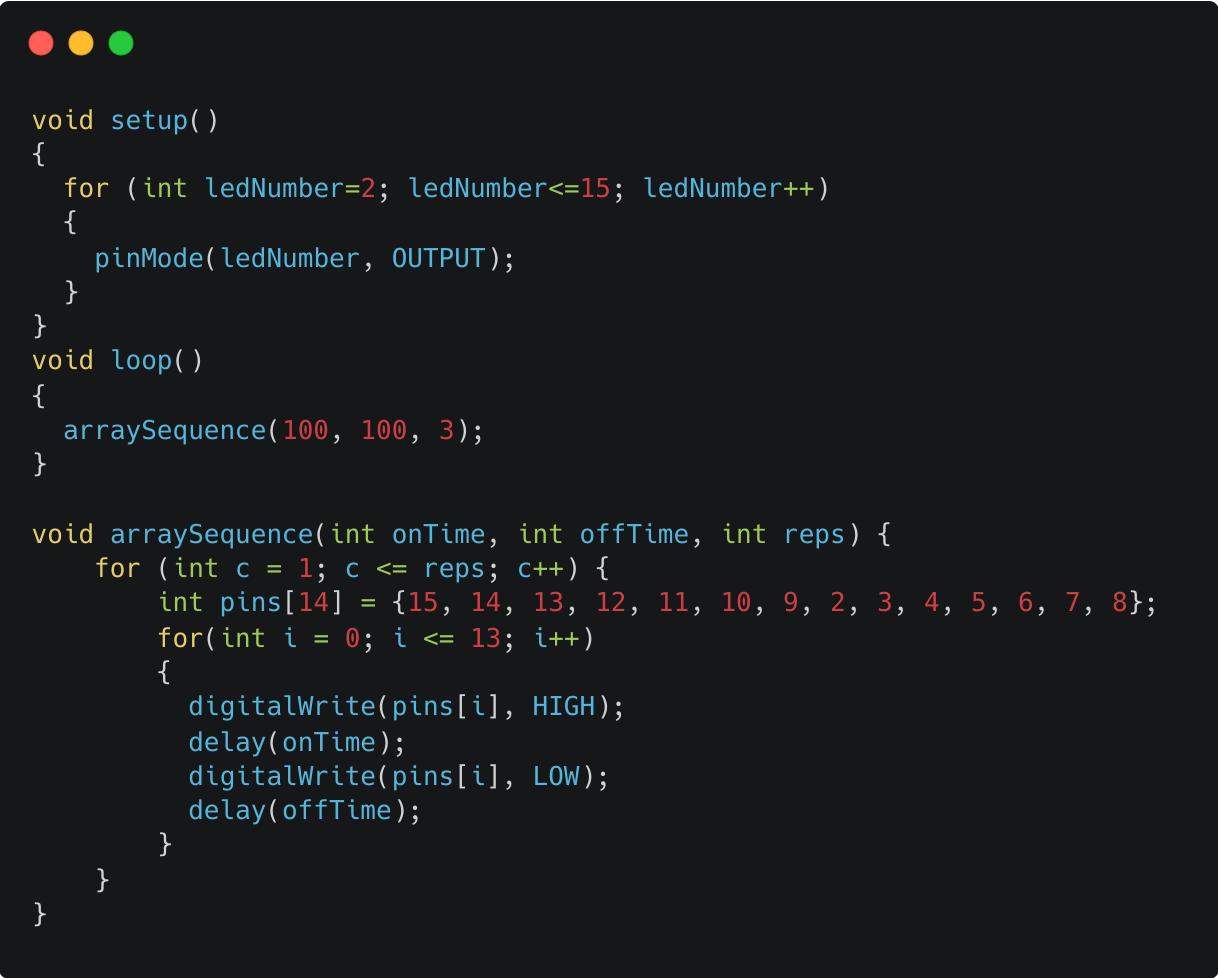 void setup()
{
  for (int ledNumber=2; ledNumber<=15; ledNumber++)
  {
    pinMode(ledNumber, OUTPUT);
  }
}
void loop()
{
  arraySequence(100, 100, 3);
}

void arraySequence(int onTime, int offTime, int reps) {
    for (int c = 1; c <= reps; c++) {
        int pins[14] = {15, 14, 13, 12, 11, 10, 9, 2, 3, 4, 5, 6, 7, 8};
        for(int i = 0; i <= 13; i++)
        {
          digitalWrite(pins[i], HIGH);
          delay(onTime);
          digitalWrite(pins[i], LOW);
          delay(offTime);
        }
    }
}